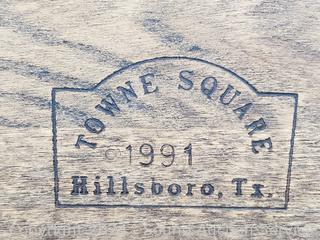 TOWNE SQUARE
©1991
Hillsboro, Tx.